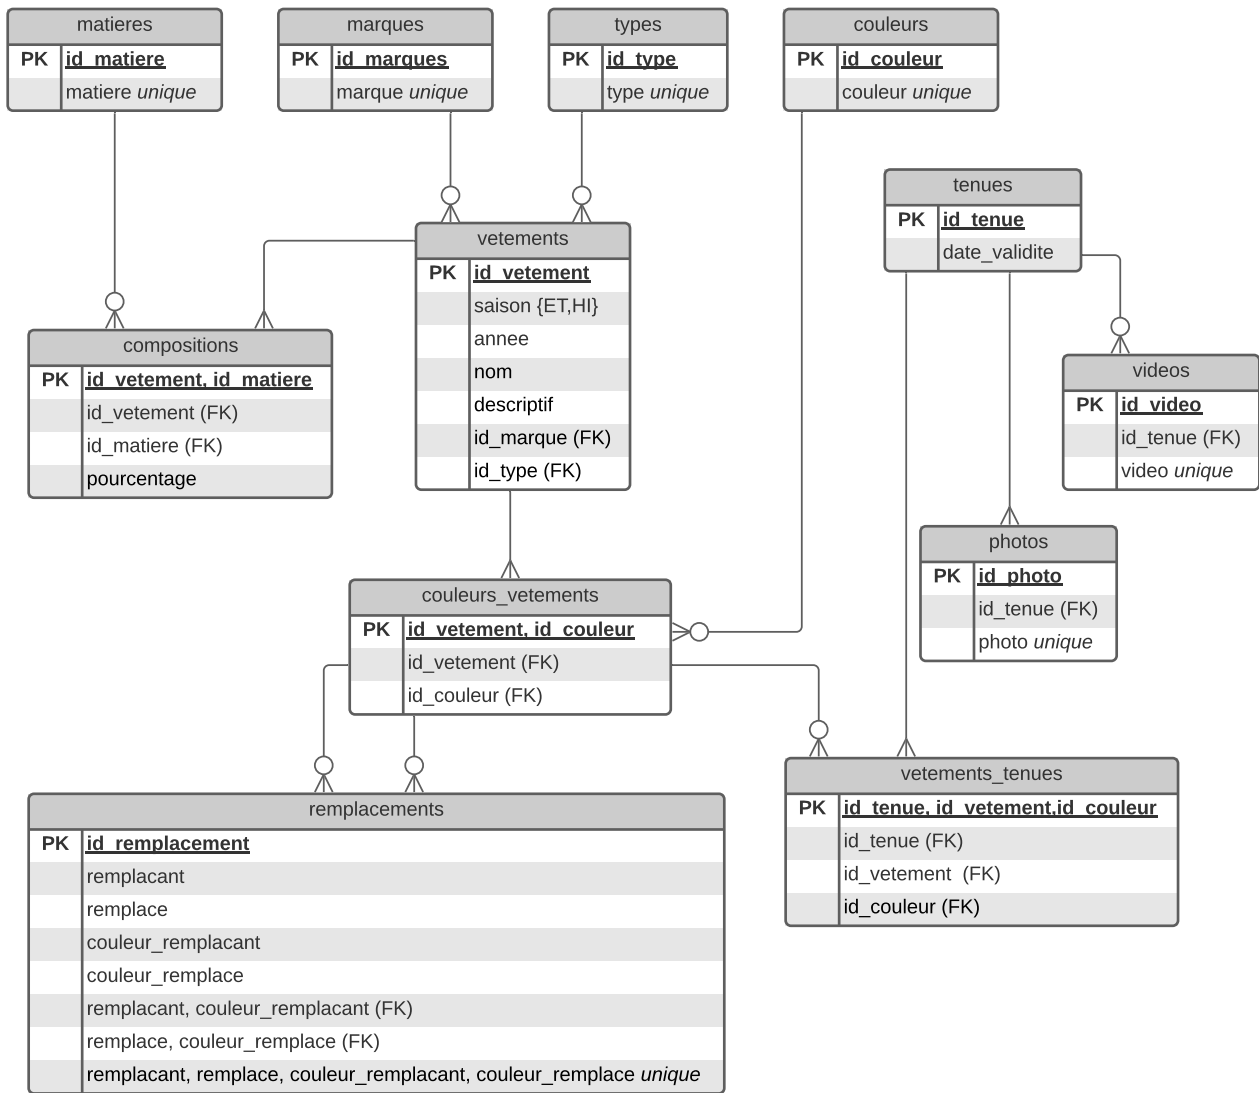 matieres
PK id_matiere
matiere unique
marques
PK id_marques
marque unique
types
PK id_type
type unique
couleurs
PK id_couleur
couleur unique
tenues
PK id_tenue
date_validite
vetements
PK id_vetement
saison {ET,HI}
annee
nom
descriptif
id_marque (FK)
id_type (FK)
compositions
PK id_vetement, id_matiere
id_vetement (FK)
id_matiere (FK)
pourcentage
videos
PK id_video
id_tenue (FK)
video unique
photos
PK id_photo
id_tenue (FK)
photo unique
couleurs_vetements
PK id_vetement, id_couleur
id_vetement (FK)
id_couleur (FK)
vetements_tenues
PK id_tenue, id_vetement,id_couleur
id_tenue (FK)
id_vetement (FK)
id_couleur (FK)
remplacements
PK id_remplacement
remplacant
remplace
couleur_remplacant
couleur_remplace
remplacant, couleur_remplacant (FK)
remplace, couleur_remplace (FK)
remplacant, remplace, couleur_remplacant, couleur_remplace unique